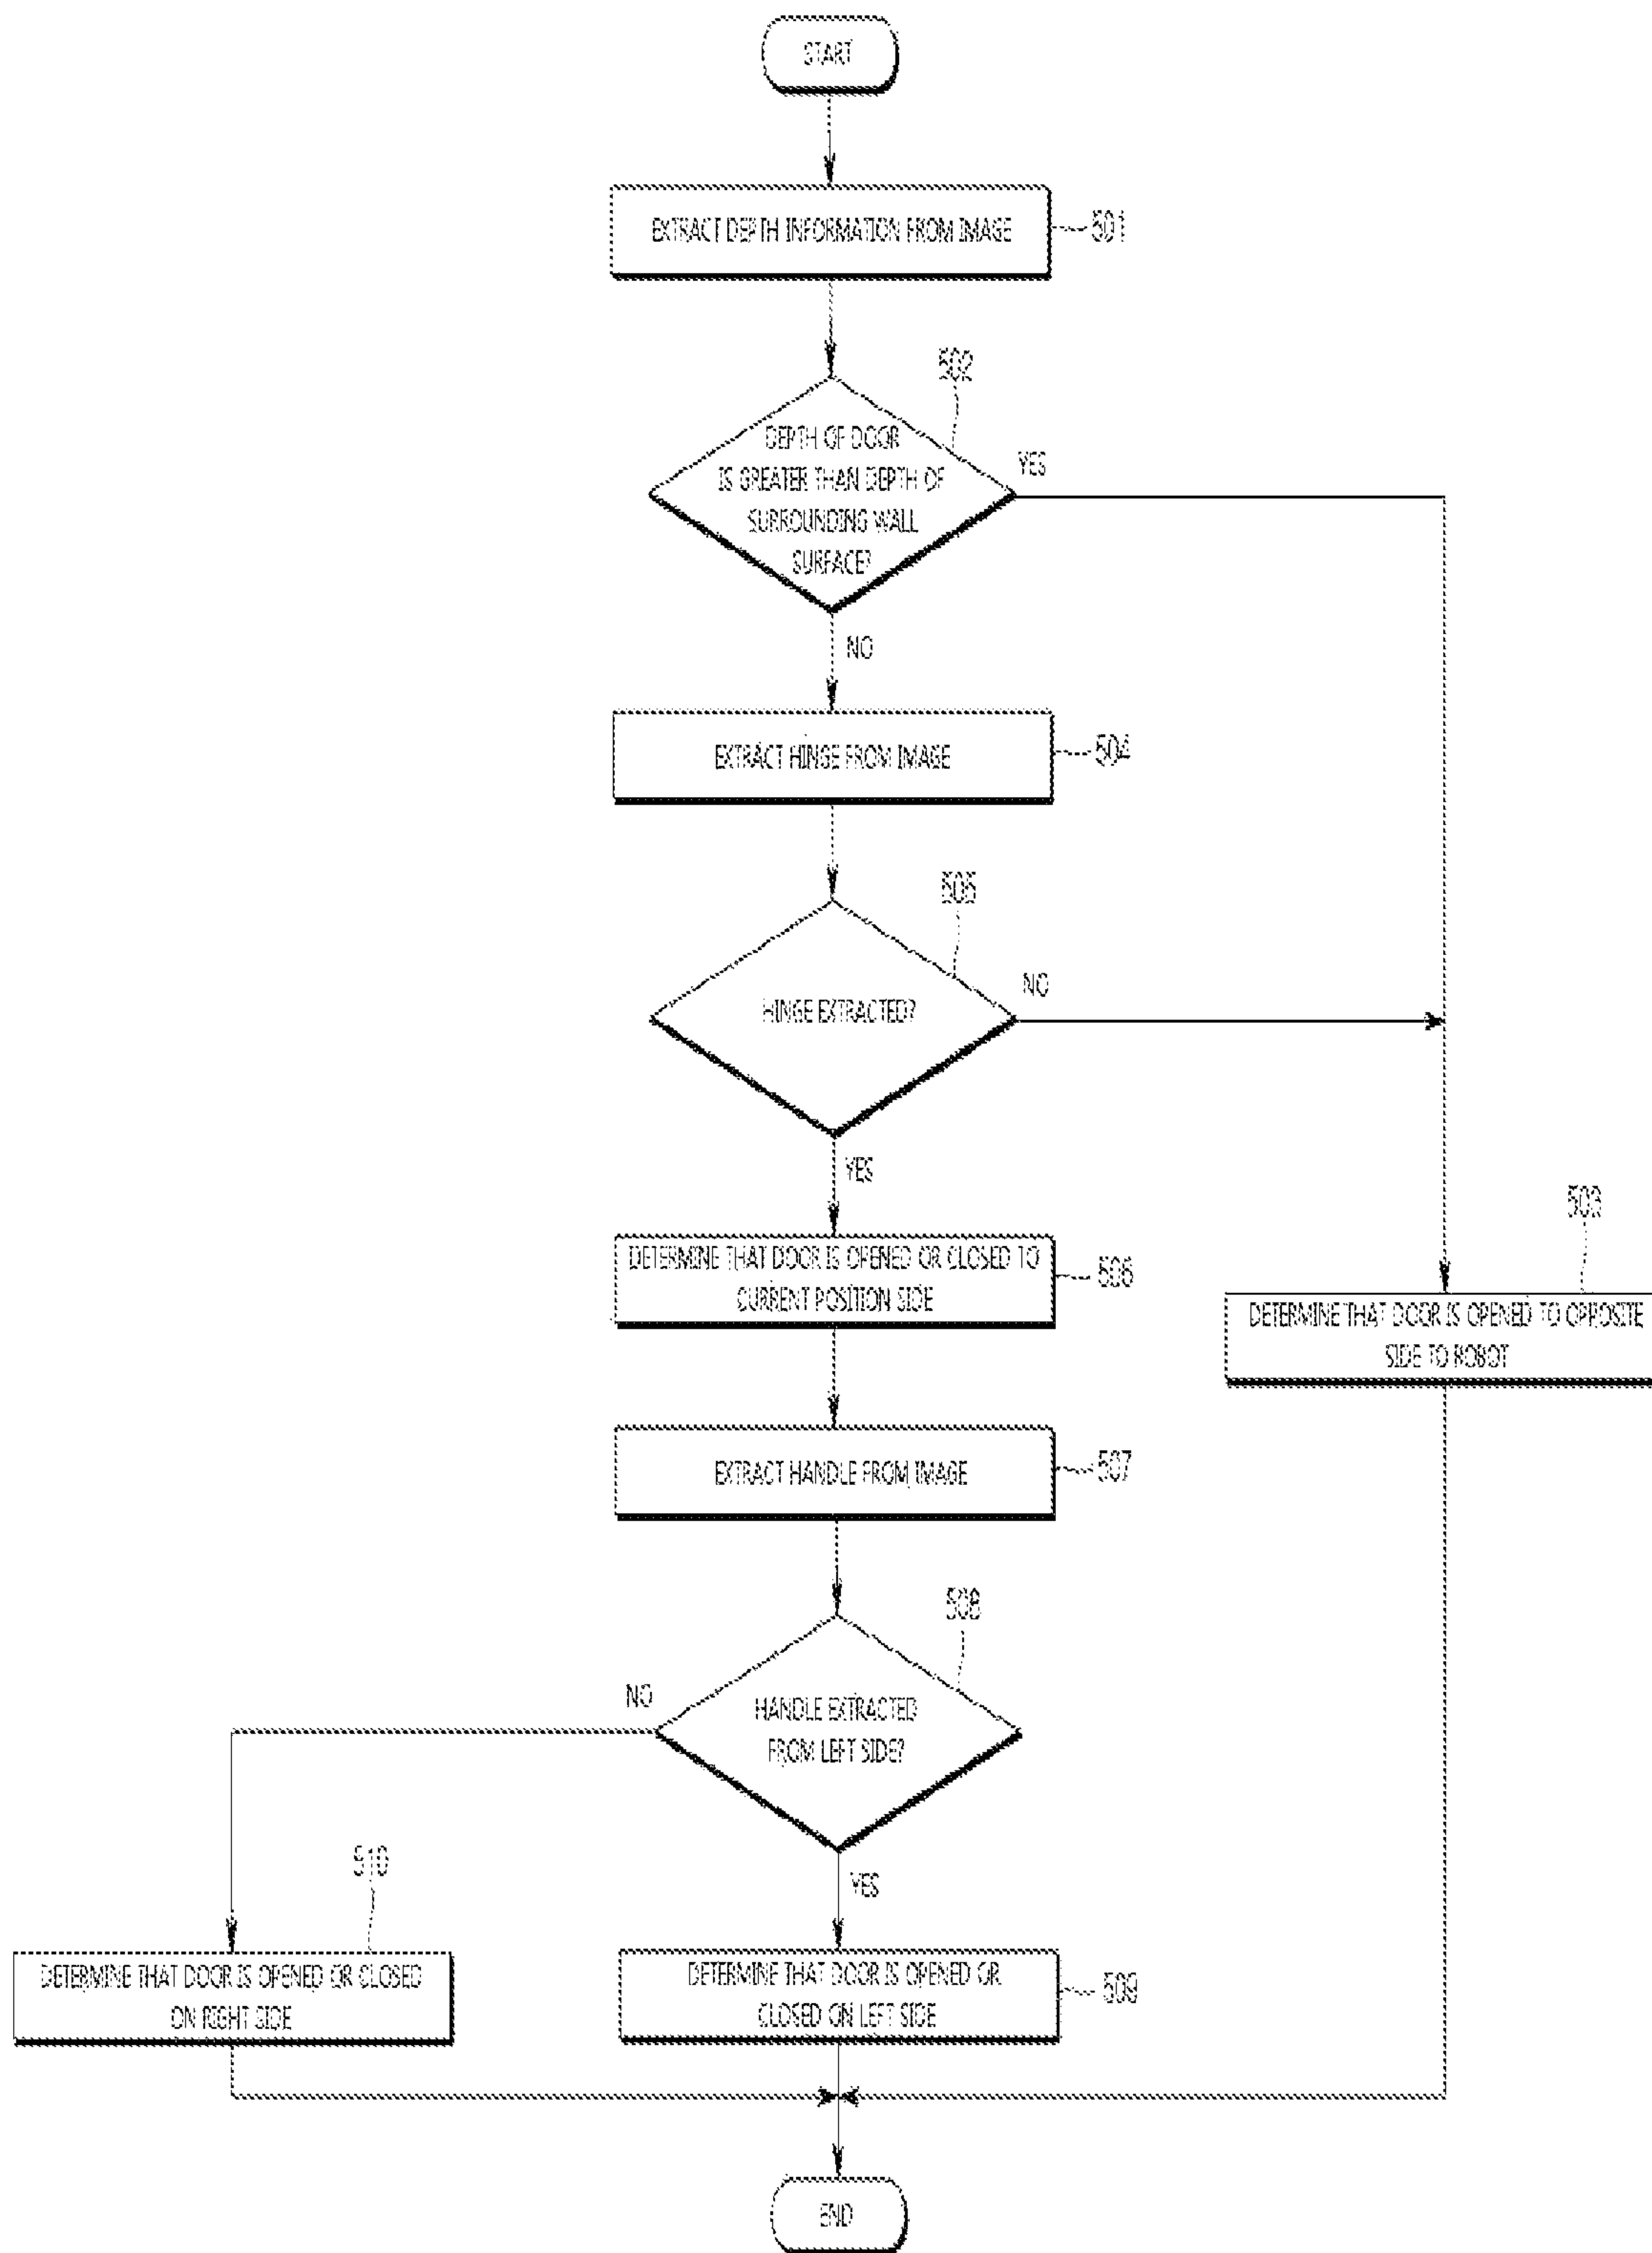 START
EXTRACT DEPTH INFORMATION FROM IMAGE
501
502
DEPTH OF DOOR
IS GREATER THAN DEPTH OF
SURROUNDING WALL
SURFACE?
YES
NO
EXTRACT HINGE FROM IMAGE
504
505
HINGE EXTRACTED?
NO
YES
503
DETERMINE THAT DOOR IS OPENED OR CLOSED TO
CURRENT POSITION SIDE
506
DETERMINE THAT DOOR IS OPENED TO OPPOSITE
SIDE TO ROBOT
EXTRACT HANDLE FROM IMAGE
507
508
NO
HANDLE EXTRACTED
FROM LEFT SIDE?
510
YES
DETERMINE THAT DOOR IS OPENED OR CLOSED
ON RIGHT SIDE
DETERMINE THAT DOOR IS OPENED OR
CLOSED ON LEFT SIDE
509
END